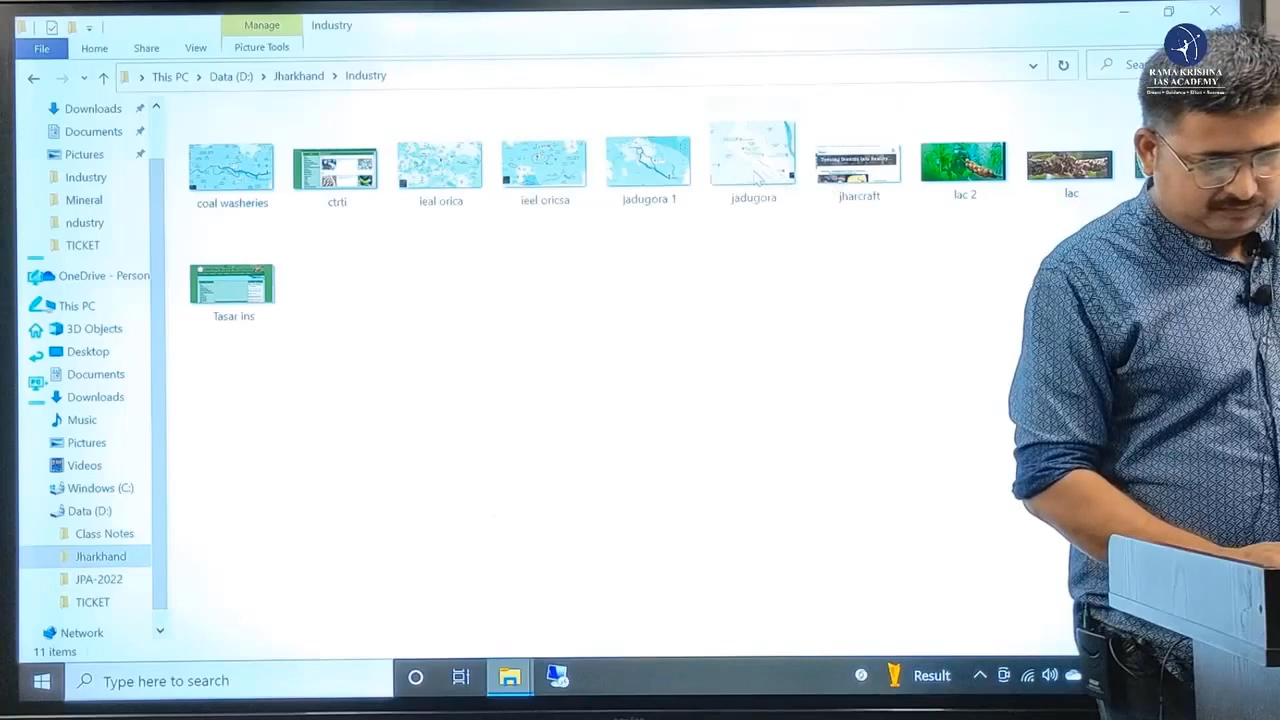 Manage
Industry
File
Home
Share
View
Picture Tools
This PC
Data (D:)
Jharkhand
Industry
Sea
RAMA KRISHNA
IAS ACADEMY
Downloads
Documents
Pictures
Industry
Mineral
ndustry
TICKET
OneDrive - Person
This PC
3D Objects
Desktop
Documents
Downloads
Music
Pictures
Videos
Windows (C:)
Data (D:)
Class Notes
Jharkhand
JPA-2022
TICKET
Network
11 items
coal washeries
ctrti
ieal orica
ieel oricsa
Jadugora 1
jadugora
jharcraft
lac 2
lac
Tasar ins
Type here to search
Result